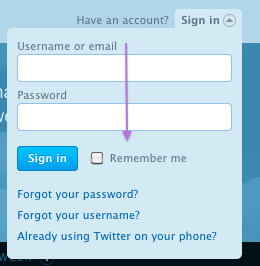 Have an account? Sign in
Username or email
Password
Sign in Remember me
Forgot your password?
Forgot your username?
Already using Twitter on your phone?